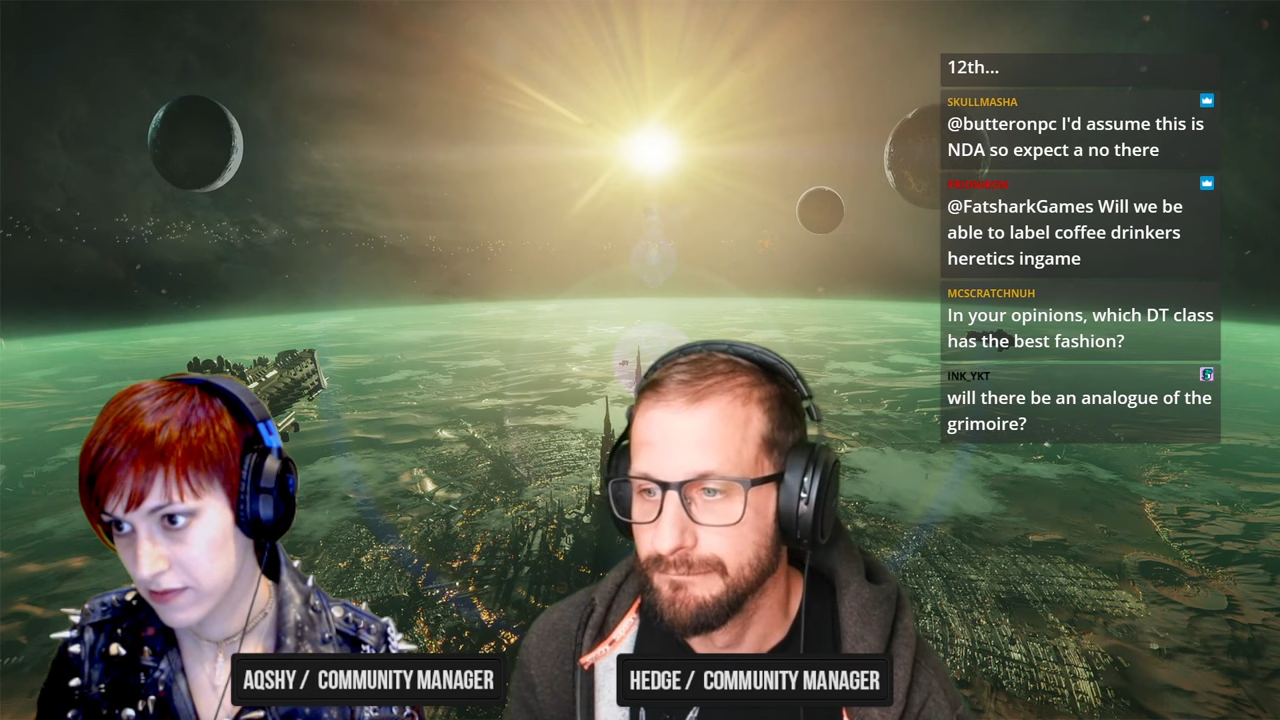 12th...
SKULLMASHA
@butteronpc I'd assume this is
NDA so expect a no there
@FatsharkGames Will we be
able to label coffee drinkers
heretics ingame
MCSCRATCHNUH
In your opinions, which DT class
has the best fashion?
INK_YKT
will there be an analogue of the
grimoire?
AQSHY / COMMUNITY MANAGER
HEDGE / COMMUNITY MANAGER